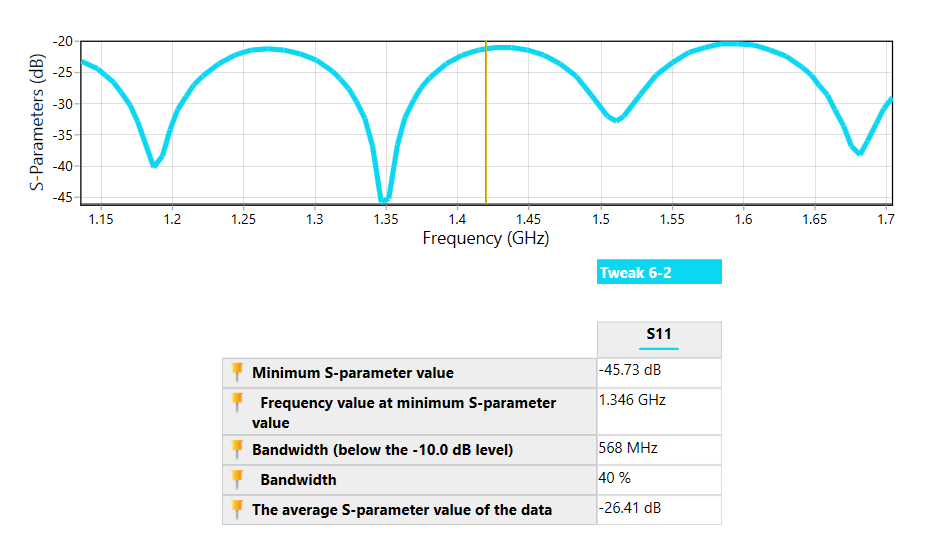 -20
-25
-30
-35
-40
-45
S-Parameters (dB)
1.15 1.2 1.25 1.3 1.35 1.4 1.45 1.5 1.55 1.6 1.65 1.7
Frequency (GHz)
Tweak 6-2
S11
Minimum S-parameter value -45.73 dB
Frequency value at minimum S-parameter 1.346 GHz
value
Bandwidth (below the -10.0 dB level) 568 MHz
Bandwidth 40 %
The average S-parameter value of the data -26.41 dB